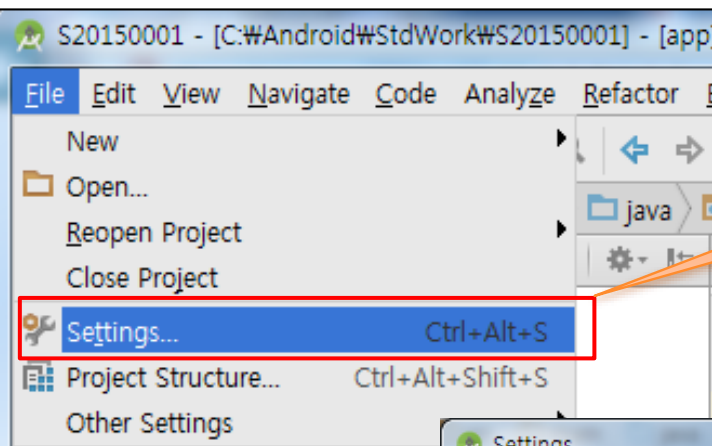 S20150001 - [C:₩Android₩StdWork₩S20150001] - [app]
File Edit View Navigate Code Analyze Refactor
New
java
Open...
Reopen Project
Close Project
Settings... Ctrl+Alt+S
Project Structure... Ctrl+Alt+Shift+S
Other Settings
Settings